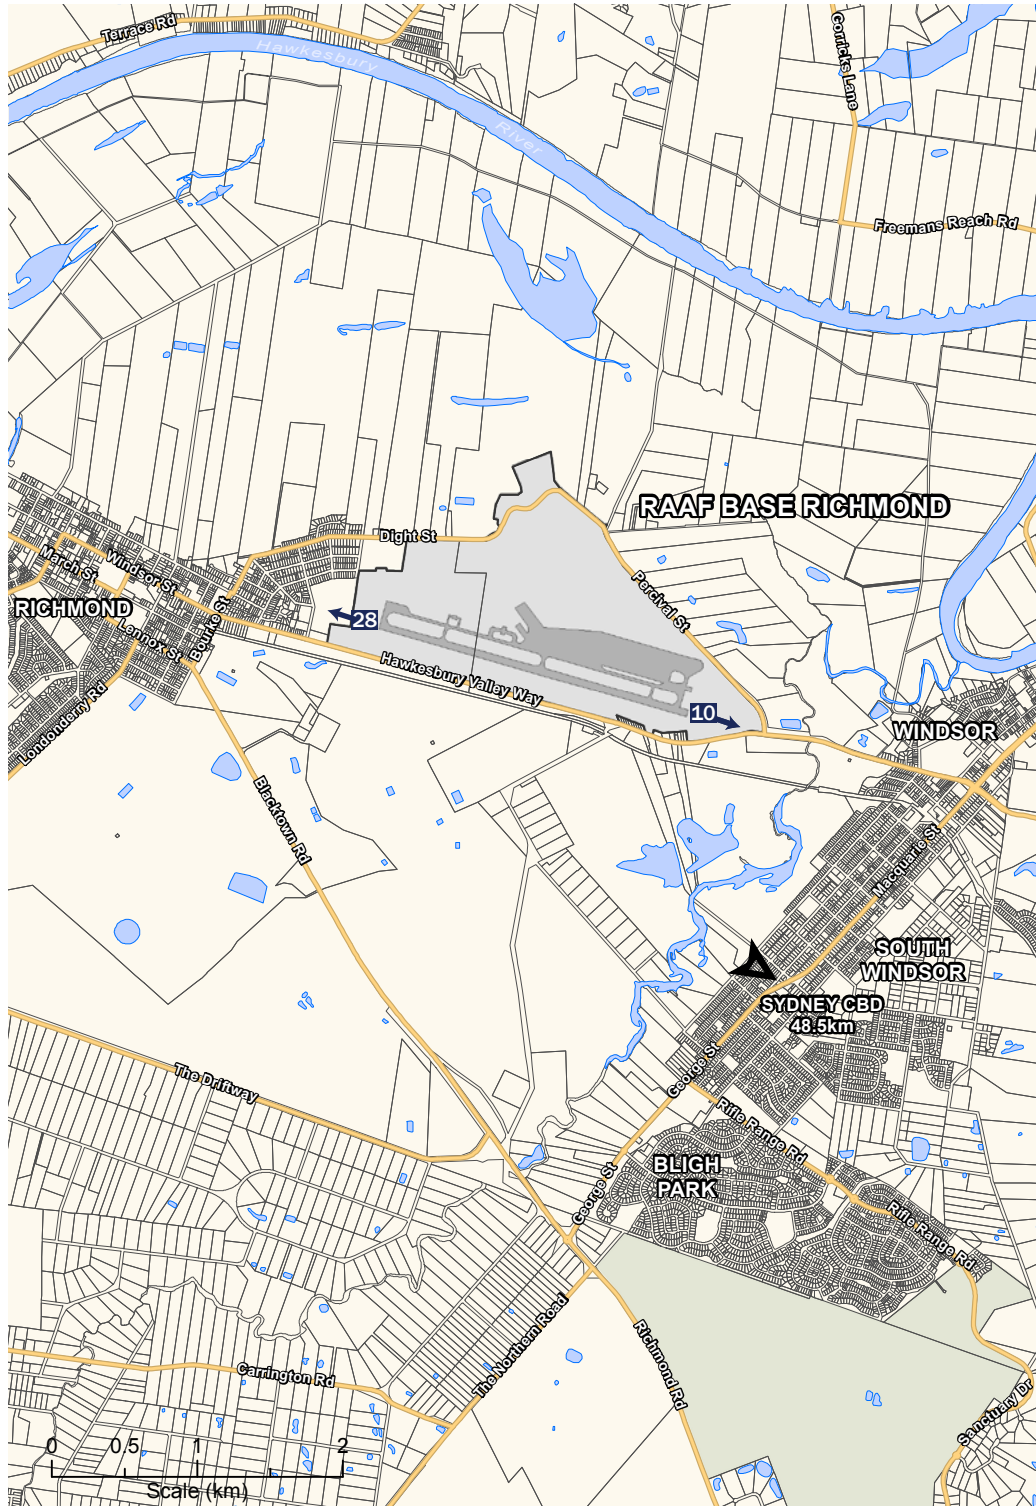 Terrace Rd
Hawkesbury
River
Gorricks Lane
Freemans Reach Rd
RAAF BASE RICHMOND
Dight St
Percival St
March St
Windsor St
RICHMOND
Bourke St
Lennox St
Londonderry Rd
28
Hawkesbury Valley Way
10
WINDSOR
Blacktown Rd
Macquarie St
SOUTH
WINDSOR
SYDNEY CBD
48.5km
George St
The Driftway
Rifle Range Rd
BLIGH
PARK
George St
Rifle Range Rd
The Northern Road
Richmond Rd
Carrington Rd
Sanctuary Dr
0 0.5 1 2
Scale (km)